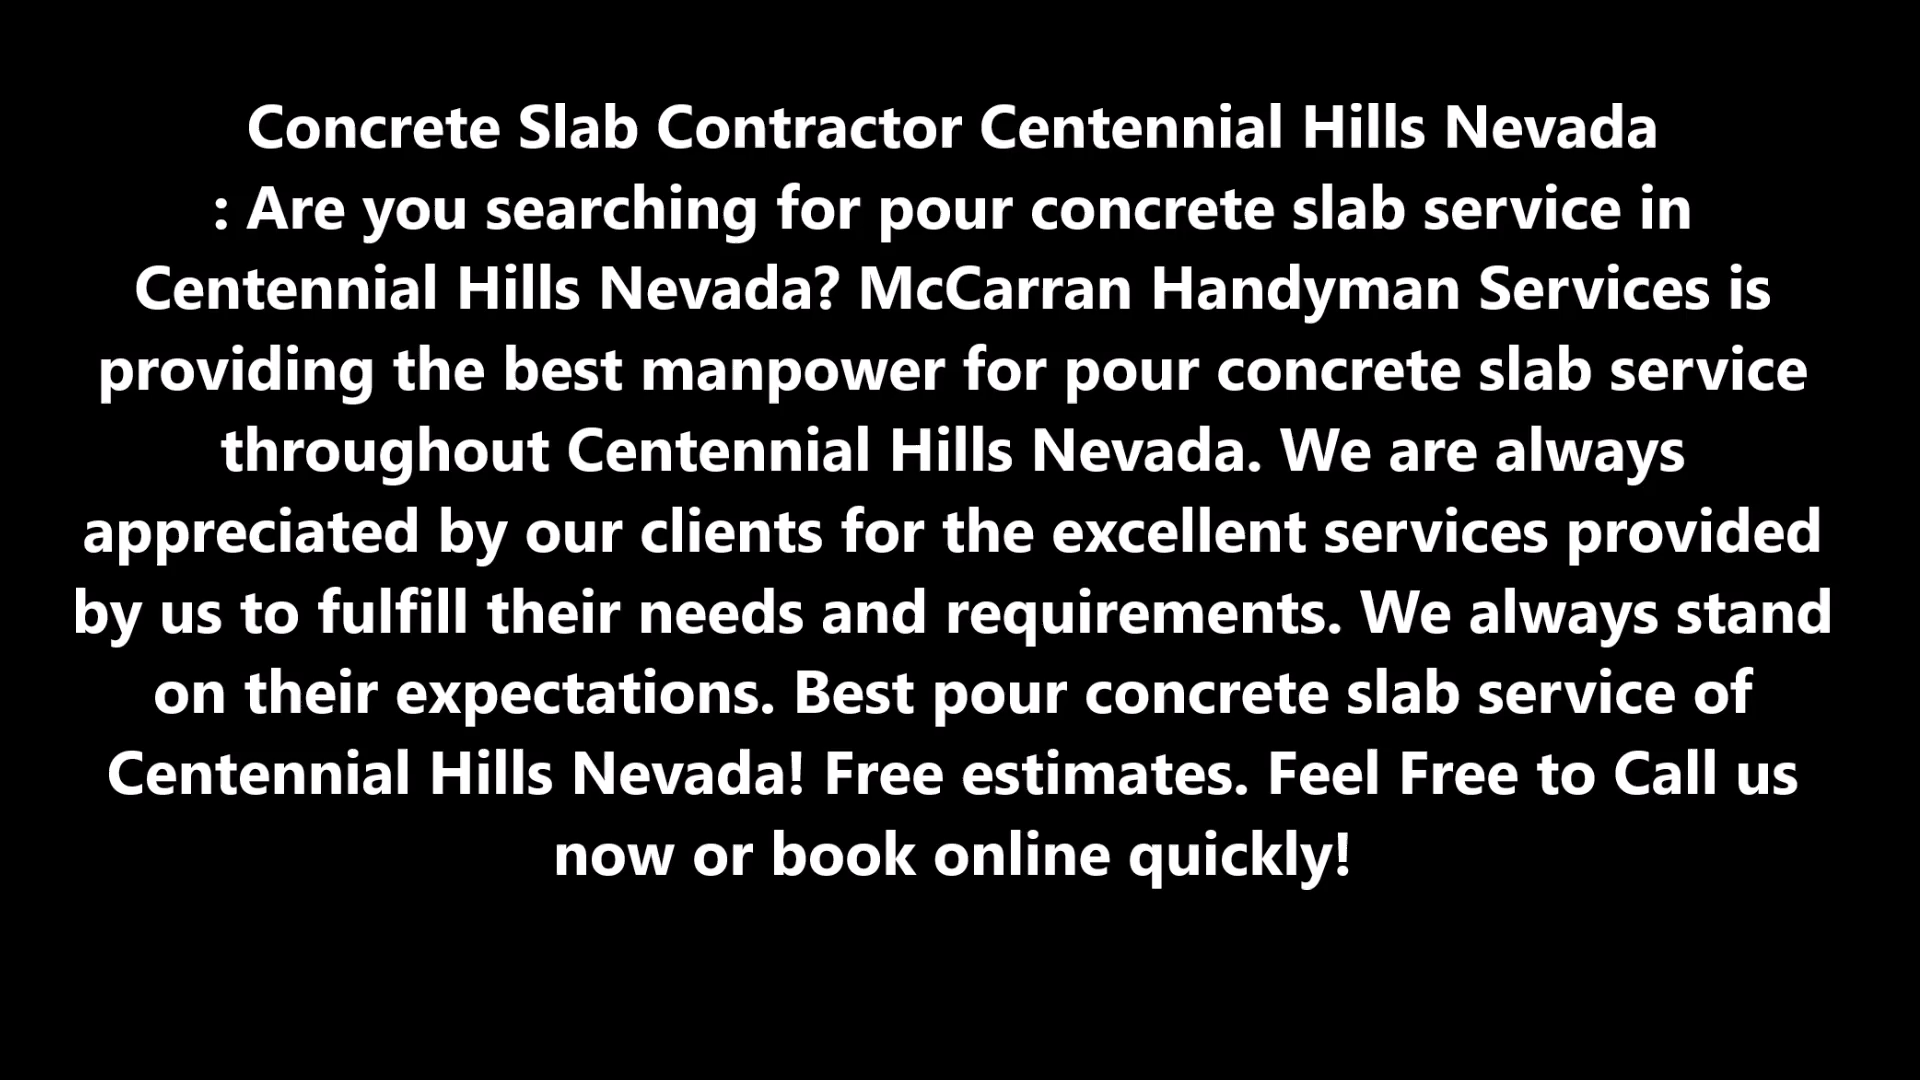 Concrete Slab Contractor Centennial Hills Nevada
: Are you searching for pour concrete slab service in
Centennial Hills Nevada? McCarran Handyman Services is
providing the best manpower for pour concrete slab service
throughout Centennial Hills Nevada. We are always
appreciated by our clients for the excellent services provided
by us to fulfill their needs and requirements. We always stand
on their expectations. Best pour concrete slab service of
Centennial Hills Nevada! Free estimates. Feel Free to Call us
now or book online quickly!